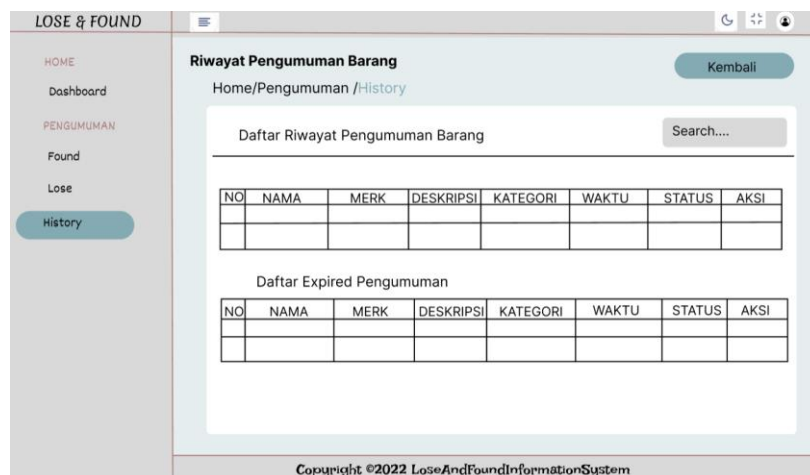 LOSE & FOUND
HOME
Dashboard
PENGUMUMAN
Found
Lose
History
Riwayat Pengumuman Barang
Kembali
Home/Pengumuman /History
Daftar Riwayat Pengumuman Barang
Search....
NO NAMA MERK DESKRIPSI KATEGORI WAKTU STATUS AKSI
Daftar Expired Pengumuman
NO NAMA MERK DESKRIPSI KATEGORI WAKTU STATUS AKSI
Copyright ©2022 LoseAndFoundInformationSystem